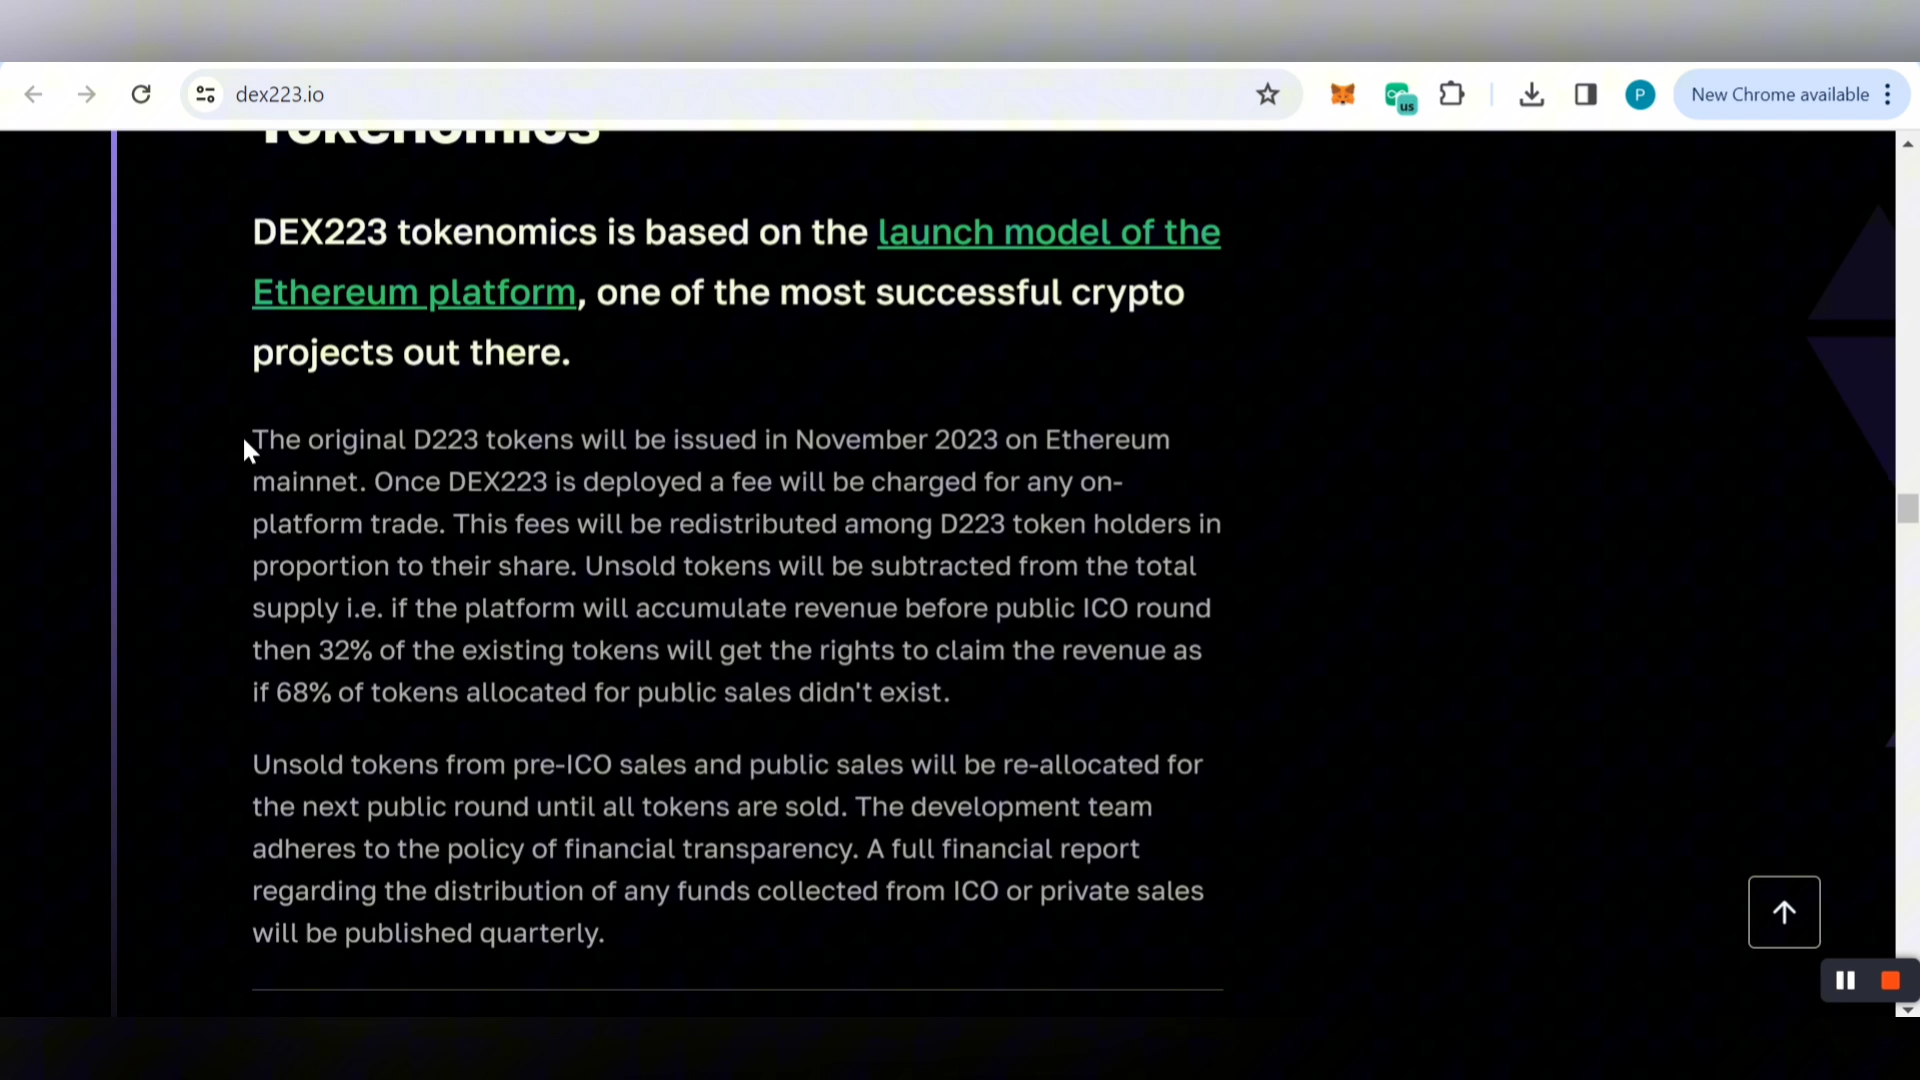 dex223.io
us
P
New Chrome available
Tokenomics
DEX223 tokenomics is based on the launch model of the
Ethereum platform, one of the most successful crypto
projects out there.
The original D223 tokens will be issued in November 2023 on Ethereum
mainnet. Once DEX223 is deployed a fee will be charged for any on-
platform trade. This fees will be redistributed among D223 token holders in
proportion to their share. Unsold tokens will be subtracted from the total
supply i.e. if the platform will accumulate revenue before public ICO round
then 32% of the existing tokens will get the rights to claim the revenue as
if 68% of tokens allocated for public sales didn't exist.
Unsold tokens from pre-ICO sales and public sales will be re-allocated for
the next public round until all tokens are sold. The development team
adheres to the policy of financial transparency. A full financial report
regarding the distribution of any funds collected from ICO or private sales
will be published quarterly.